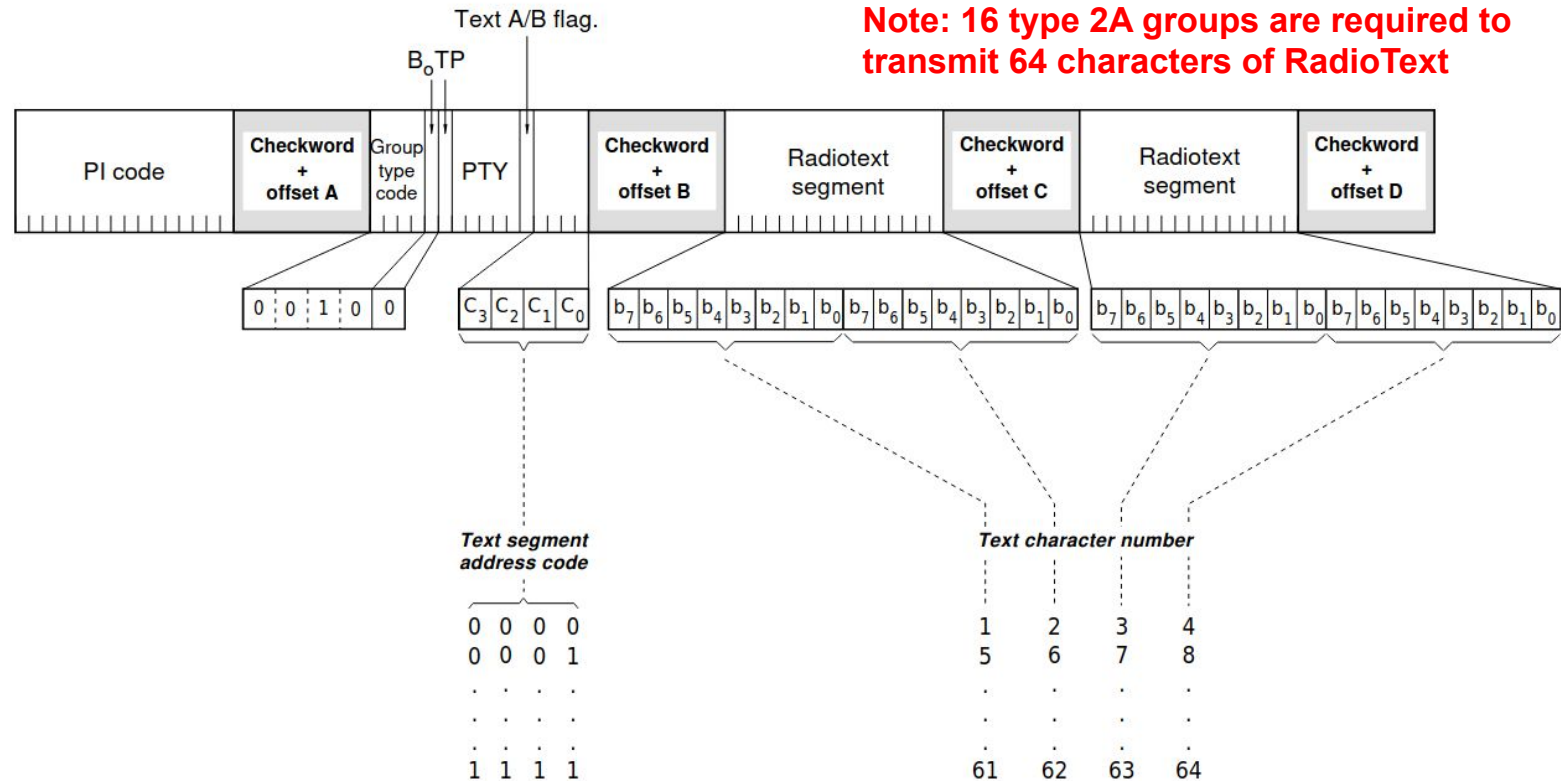 Note: 16 type 2A groups are required to
transmit 64 characters of RadioText
Text A/B flag.
BoTP
PI code
Checkword
+
offset A
Group
type
code
PTY
Checkword
+
offset B
Radiotext
segment
Checkword
+
offset C
Radiotext
segment
Checkword
+
offset D
0 0 1 0 0
C3 C2 C1 C0
b7 b6 b5 b4 b3 b2 b1 b0 b7 b6 b5 b4 b3 b2 b1 b0
b7 b6 b5 b4 b3 b2 b1 b0 b7 b6 b5 b4 b3 b2 b1 b0
Text segment
address code
0 0 0 0
0 0 0 1
. . . .
. . . .
. . . .
1 1 1 1
Text character number
1 2 3 4
5 6 7 8
. . . .
. . . .
. . . .
61 62 63 64